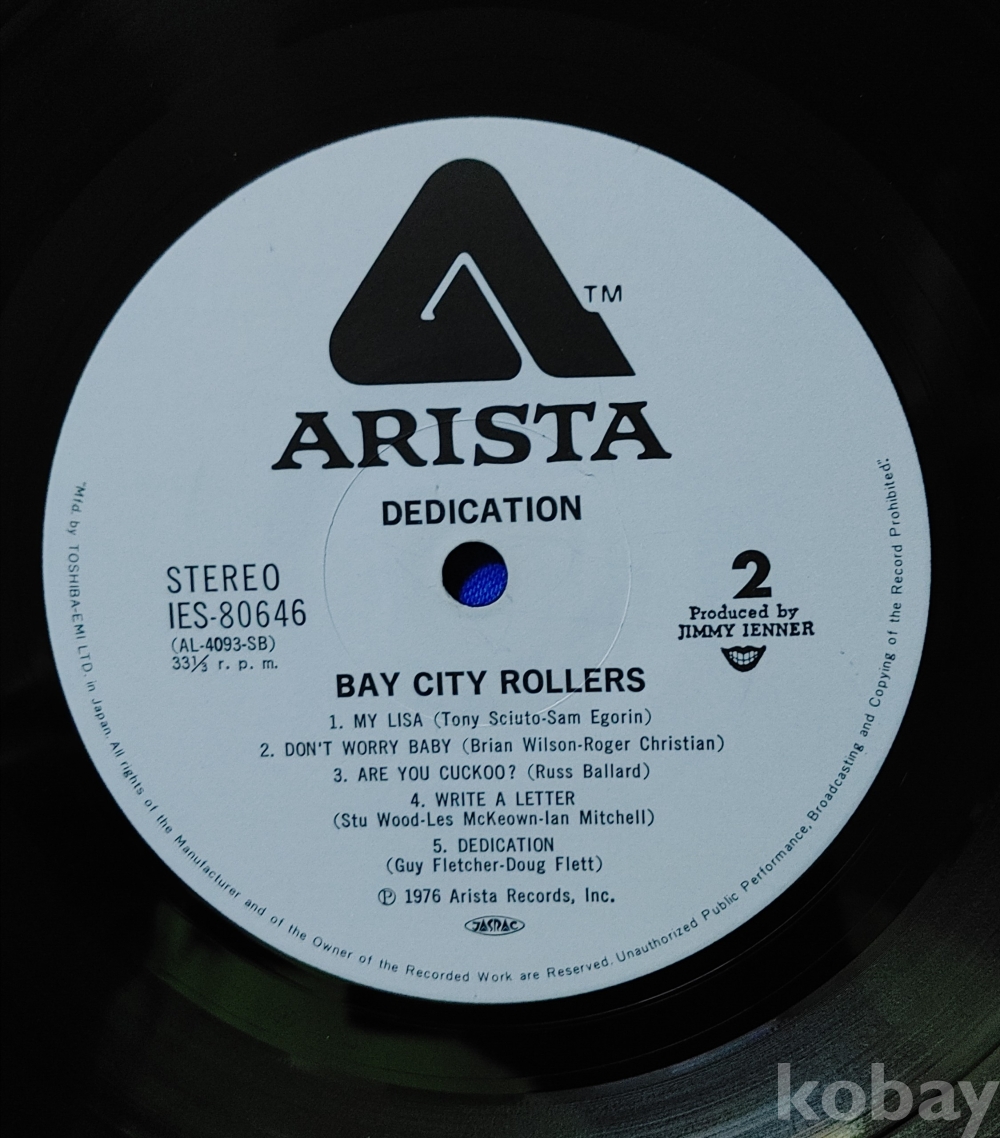 TM
ARISTA
DEDICATION
STEREO
IES-80646
(AL-4093-SB)
33⅓ r. p. m.
2
Produced by
JIMMY IENNER
BAY CITY ROLLERS
1. MY LISA (Tony Sciuto-Sam Egorin)
2. DON'T WORRY BABY (Brian Wilson-Roger Christian)
3. ARE YOU CUCKOO? (Russ Ballard)
4. WRITE A LETTER
(Stu Wood-Les McKeown-Ian Mitchell)
5. DEDICATION
(Guy Fletcher-Doug Flett)
℗ 1976 Arista Records, Inc.
JASRAC
"Mfd. by TOSHIBA-EMI LTD. in Japan. All rights of the Manufacturer and of the Owner of the Recorded Work are Reserved. Unauthorized Public Performance, Broadcasting and Copying of the Record Prohibited".
kobay